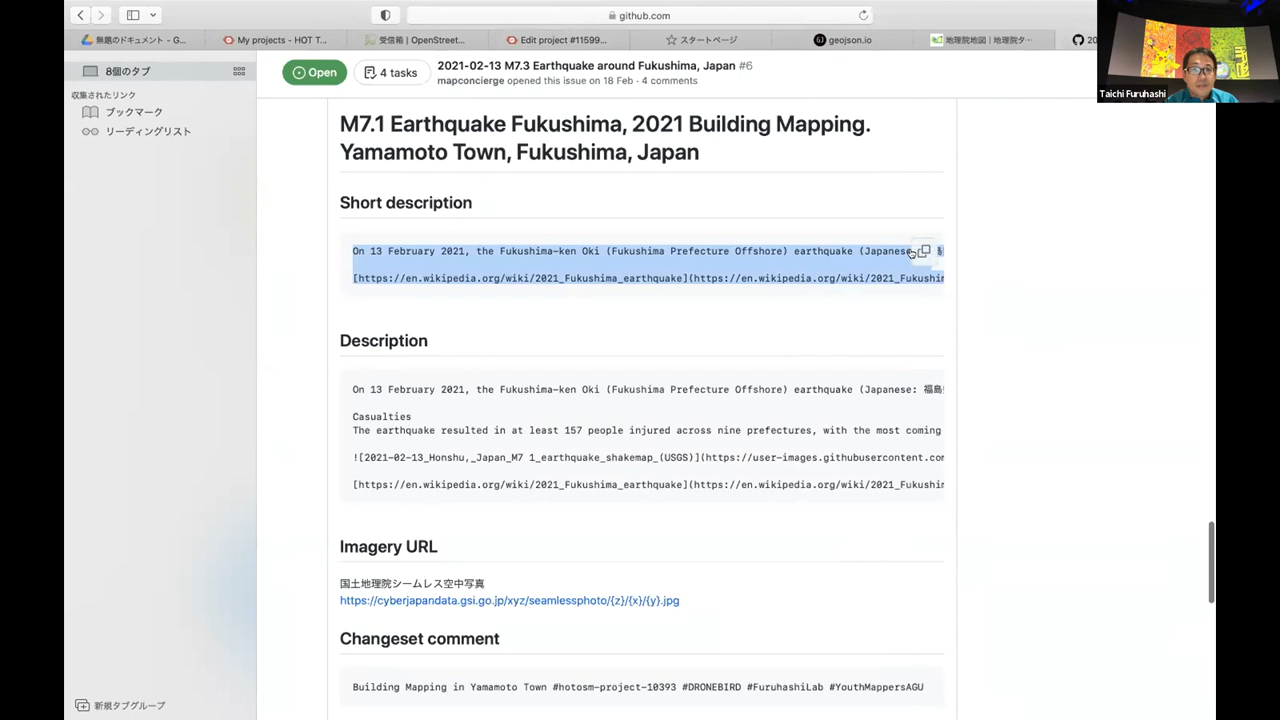 github.com
無題のドキュメント - G...
My projects - HOT T...
受信箱 | OpenStreet...
Edit project #11599...
スタートページ
geojson.io
地理院地図 | 国土地理院タ...
20
Taichi Furuhashi
8個のタブ
収集されたリンク
ブックマーク
リーディングリスト
新規タブグループ
Open
4 tasks
2021-02-13 M7.3 Earthquake around Fukushima, Japan #6
mapconcierge opened this issue on 18 Feb · 4 comments
M7.1 Earthquake Fukushima, 2021 Building Mapping.
Yamamoto Town, Fukushima, Japan
Short description
On 13 February 2021, the Fukushima-ken Oki (Fukushima Prefecture Offshore) earthquake (Japanese
[https://en.wikipedia.org/wiki/2021_Fukushima_earthquake](https://en.wikipedia.org/wiki/2021_Fukushim
Description
On 13 February 2021, the Fukushima-ken Oki (Fukushima Prefecture Offshore) earthquake (Japanese: 福島
Casualties
The earthquake resulted in at least 157 people injured across nine prefectures, with the most coming
![2021-02-13_Honshu,_Japan_M7 1_earthquake_shakemap_(USGS)](https://user-images.githubusercontent.com
[https://en.wikipedia.org/wiki/2021_Fukushima_earthquake](https://en.wikipedia.org/wiki/2021_Fukushim
Imagery URL
国土地理院シームレス空中写真
https://cyberjapandata.gsi.go.jp/xyz/seamlessphoto/{z}/{x}/{y}.jpg
Changeset comment
Building Mapping in Yamamoto Town #hotosm-project-10393 #DRONEBIRD #FuruhashiLab #YouthMappersAGU